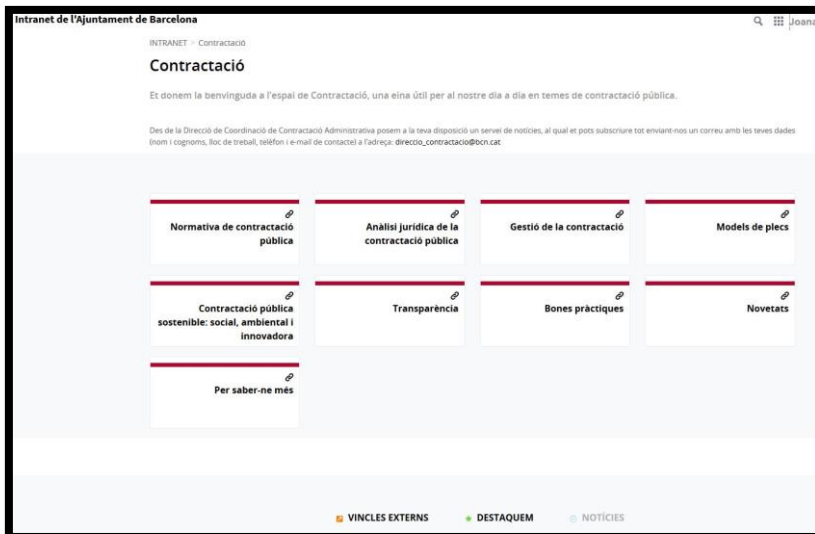 Intranet de l'Ajuntament de Barcelona
Joana
INTRANET > Contractació
Contractació
Et donem la benvinguda a l'espai de Contractació, una eina útil per al nostre dia a dia en temes de contractació pública.
Des de la Direcció de Coordinació de Contractació Administrativa posem a la teva disposició un servei de notícies, al qual et pots subscriure tot enviant-nos un correu amb les teves dades
(nom i cognoms, lloc de treball, telèfon i e-mail de contacte) a l'adreça: direccio_contractacio@bcn.cat
Normativa de contractació
pública
Anàlisi jurídica de la
contractació pública
Gestió de la contractació
Models de plecs
Contractació pública
sostenible: social, ambiental i
innovadora
Transparència
Bones pràctiques
Novetats
Per saber-ne més
VINCLES EXTERNS
DESTAQUEM
NOTÍCIES